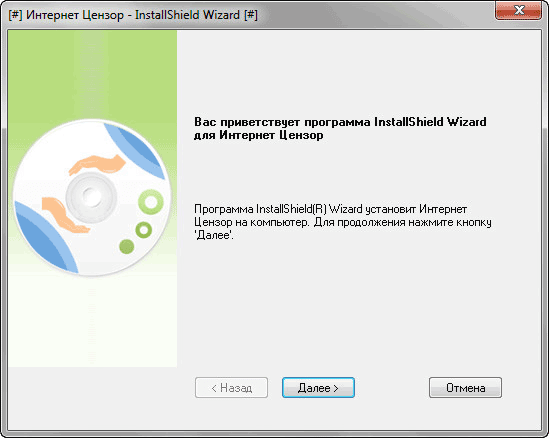 [#] Интернет Цензор - InstallShield Wizard [#]
Вас приветствует программа InstallShield Wizard
для Интернет Цензор
Программа InstallShield(R) Wizard установит Интернет
Цензор на компьютер. Для продолжения нажмите кнопку
'Далее'.
< Назад
Далее >
Отмена